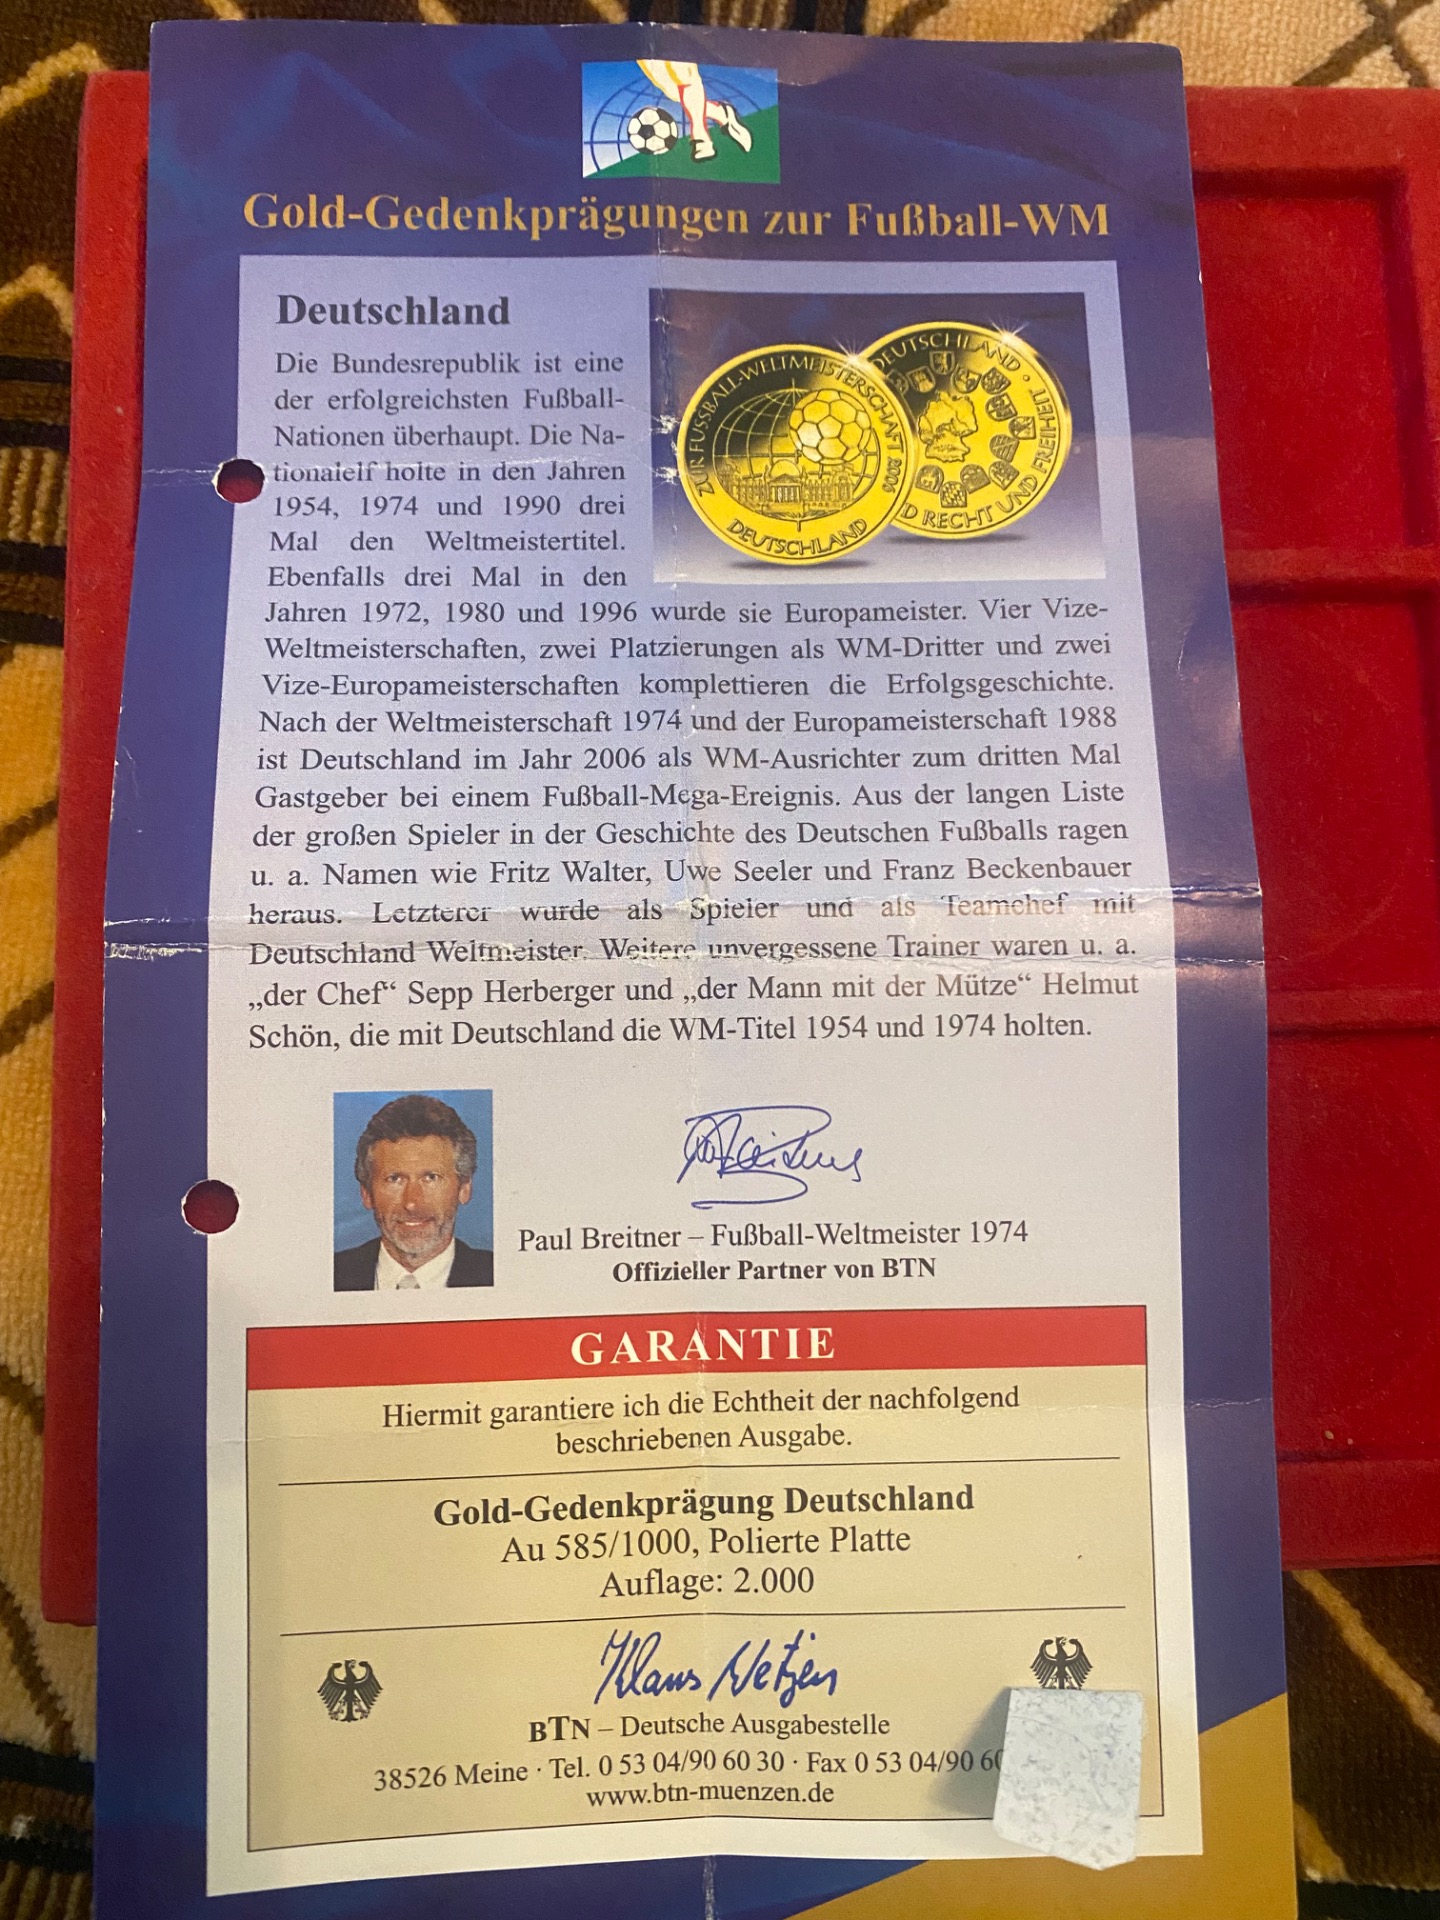 Gold-Gedenkprägungen zur Fußball-WM
Deutschland
Die Bundesrepublik ist eine
der erfolgreichsten Fußball-
Nationen überhaupt. Die Na-
tionalelf holte in den Jahren
1954, 1974 und 1990 drei
Mal den Weltmeistertitel.
Ebenfalls drei Mal in den
ZUR FUSSBALL-WELTMEISTERSCHAFT 2006
DEUTSCHLAND
DEUTSCHLAND ·
D RECHT UND FREIHEIT
Jahren 1972, 1980 und 1996 wurde sie Europameister. Vier Vize-
Weltmeisterschaften, zwei Platzierungen als WM-Dritter und zwei
Vize-Europameisterschaften komplettieren die Erfolgsgeschichte.
Nach der Weltmeisterschaft 1974 und der Europameisterschaft 1988
ist Deutschland im Jahr 2006 als WM-Ausrichter zum dritten Mal
Gastgeber bei einem Fußball-Mega-Ereignis. Aus der langen Liste
der großen Spieler in der Geschichte des Deutschen Fußballs ragen
u. a. Namen wie Fritz Walter, Uwe Seeler und Franz Beckenbauer
heraus. Letzterer wurde als Spieler und als Teamchef mit
Deutschland Weltmeister. Weitere unvergessene Trainer waren u. a.
„der Chef“ Sepp Herberger und „der Mann mit der Mütze“ Helmut
Schön, die mit Deutschland die WM-Titel 1954 und 1974 holten.
Paul Breitner – Fußball-Weltmeister 1974
Offizieller Partner von BTN
GARANTIE
Hiermit garantiere ich die Echtheit der nachfolgend
beschriebenen Ausgabe.
Gold-Gedenkprägung Deutschland
Au 585/1000, Polierte Platte
Auflage: 2.000
Klaus Netzen
BTN – Deutsche Ausgabestelle
38526 Meine · Tel. 0 53 04/90 60 30 · Fax 0 53 04/90 60
www.btn-muenzen.de